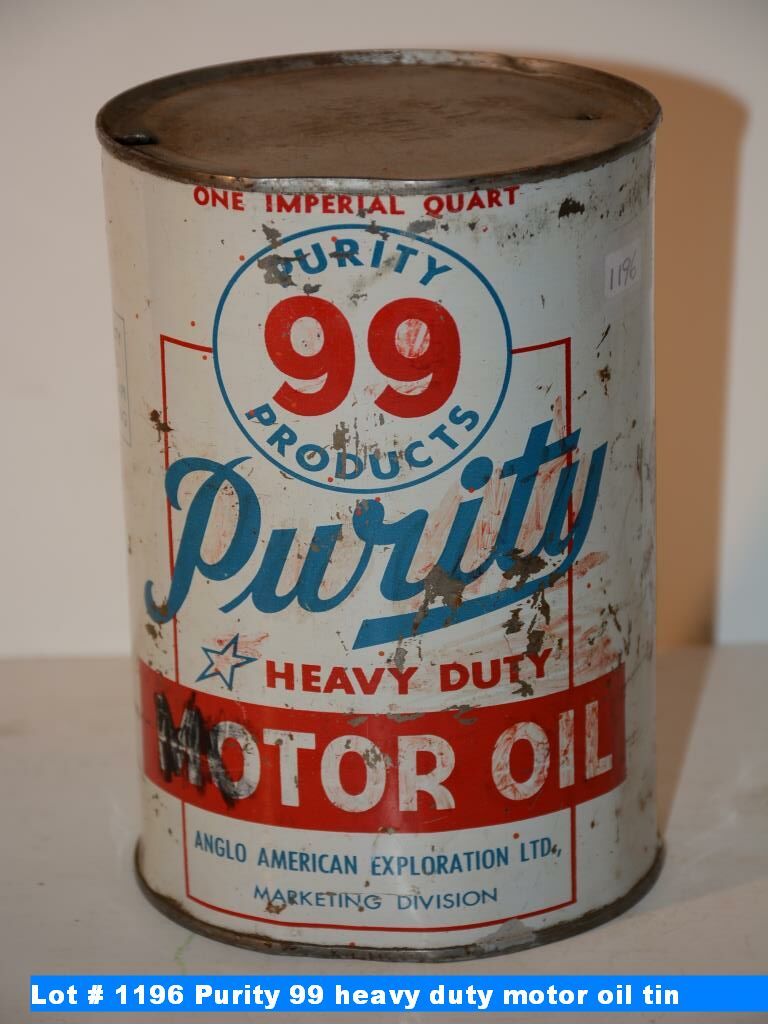 ONE IMPERIAL QUART
PURITY
1196
99
PRODUCTS
Purity
HEAVY DUTY
MOTOR OIL
ANGLO AMERICAN EXPLORATION LTD.,
MARKETING DIVISION
Lot # 1196 Purity 99 heavy duty motor oil tin